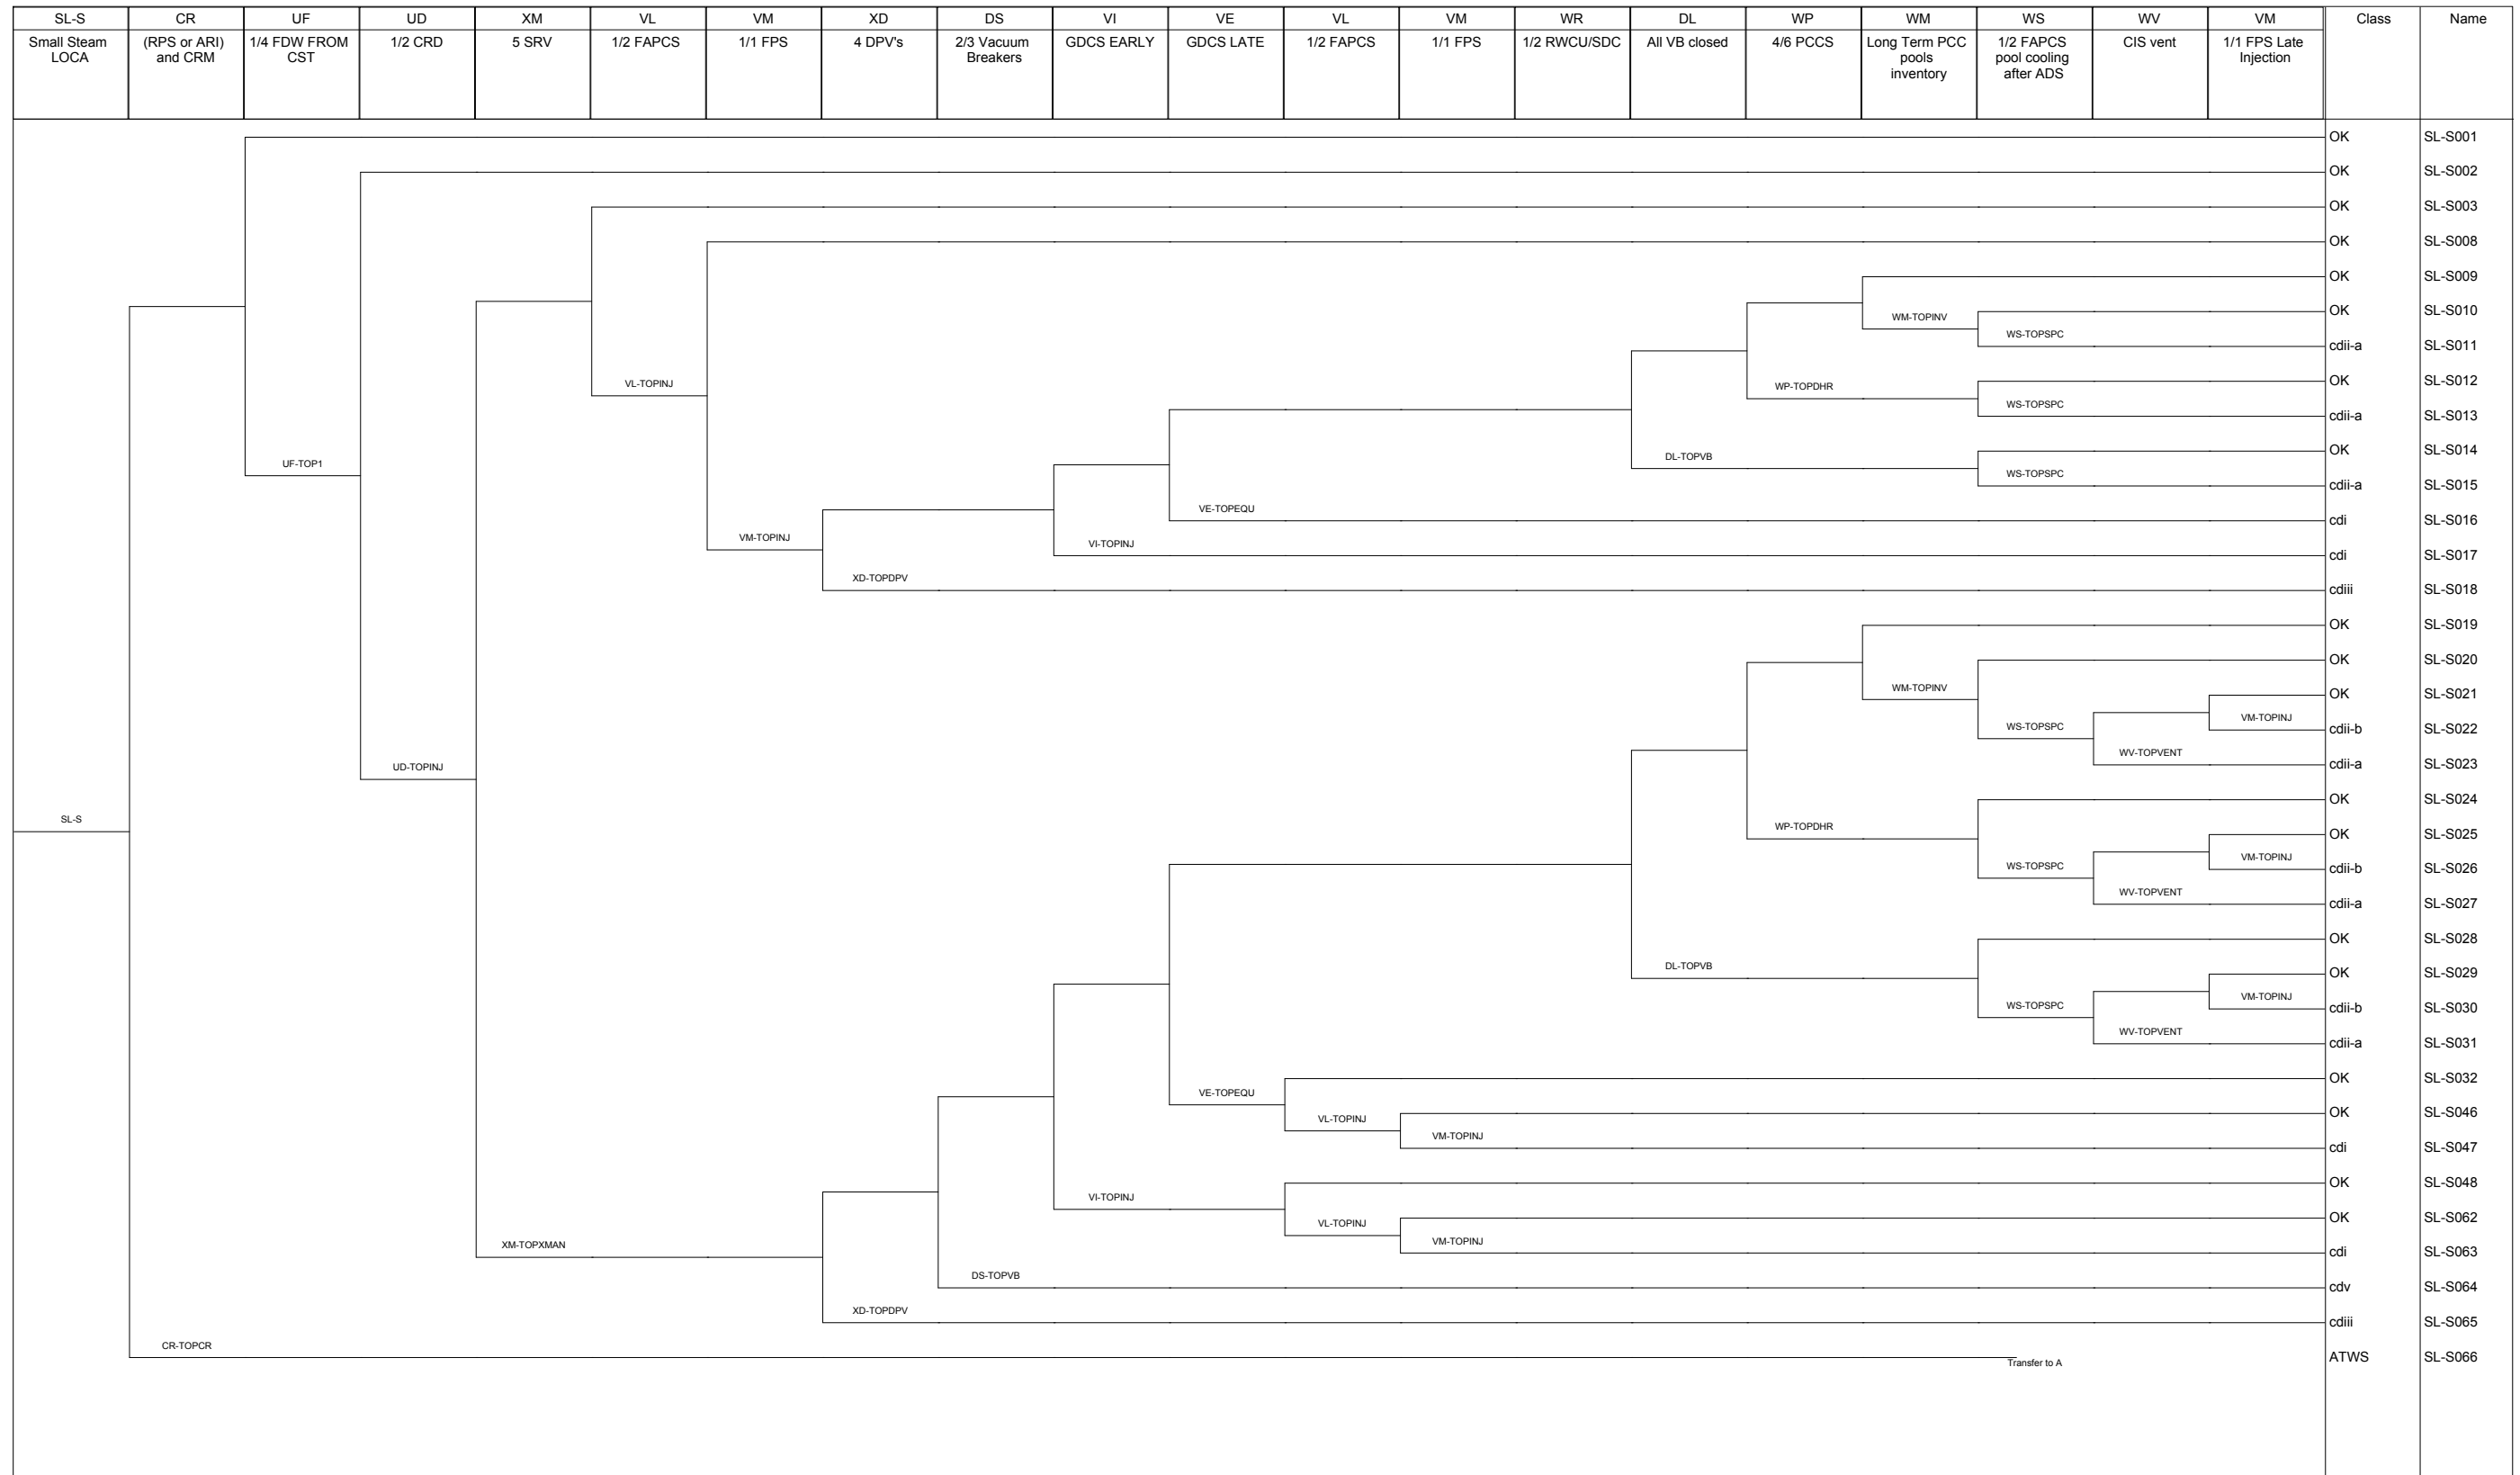 SL-S CR UF UD XM VL VM XD DS VI VE VL VM WR DL WP WM WS WV VM Class Name
Small Steam LOCA (RPS or ARI) and CRM 1/4 FDW FROM CST 1/2 CRD 5 SRV 1/2 FAPCS 1/1 FPS 4 DPV's 2/3 Vacuum Breakers GDCS EARLY GDCS LATE 1/2 FAPCS 1/1 FPS 1/2 RWCU/SDC All VB closed 4/6 PCCS Long Term PCC pools inventory 1/2 FAPCS pool cooling after ADS CIS vent 1/1 FPS Late Injection
OK SL-S001
OK SL-S002
OK SL-S003
OK SL-S008
OK SL-S009
WM-TOPINV OK SL-S010
WS-TOPSPC
cdii-a SL-S011
VL-TOPINJ WP-TOPDHR OK SL-S012
WS-TOPSPC
cdii-a SL-S013
UF-TOP1 DL-TOPVB OK SL-S014
WS-TOPSPC
cdii-a SL-S015
VE-TOPEQU
cdi SL-S016
VM-TOPINJ VI-TOPINJ
cdi SL-S017
XD-TOPDPV
cdiii SL-S018
OK SL-S019
OK SL-S020
WM-TOPINV OK SL-S021
WS-TOPSPC VM-TOPINJ
cdii-b SL-S022
WV-TOPVENT
UD-TOPINJ cdii-a SL-S023
OK SL-S024
SL-S WP-TOPDHR
OK SL-S025
WS-TOPSPC VM-TOPINJ
cdii-b SL-S026
WV-TOPVENT
cdii-a SL-S027
OK SL-S028
DL-TOPVB OK SL-S029
WS-TOPSPC VM-TOPINJ
cdii-b SL-S030
WV-TOPVENT
cdii-a SL-S031
OK SL-S032
VE-TOPEQU
OK SL-S046
VL-TOPINJ
VM-TOPINJ
cdi SL-S047
OK SL-S048
VI-TOPINJ
OK SL-S062
VL-TOPINJ
XM-TOPXMAN VM-TOPINJ
cdi SL-S063
DS-TOPVB
cdv SL-S064
XD-TOPDPV
cdiii SL-S065
CR-TOPCR
Transfer to A ATWS SL-S066